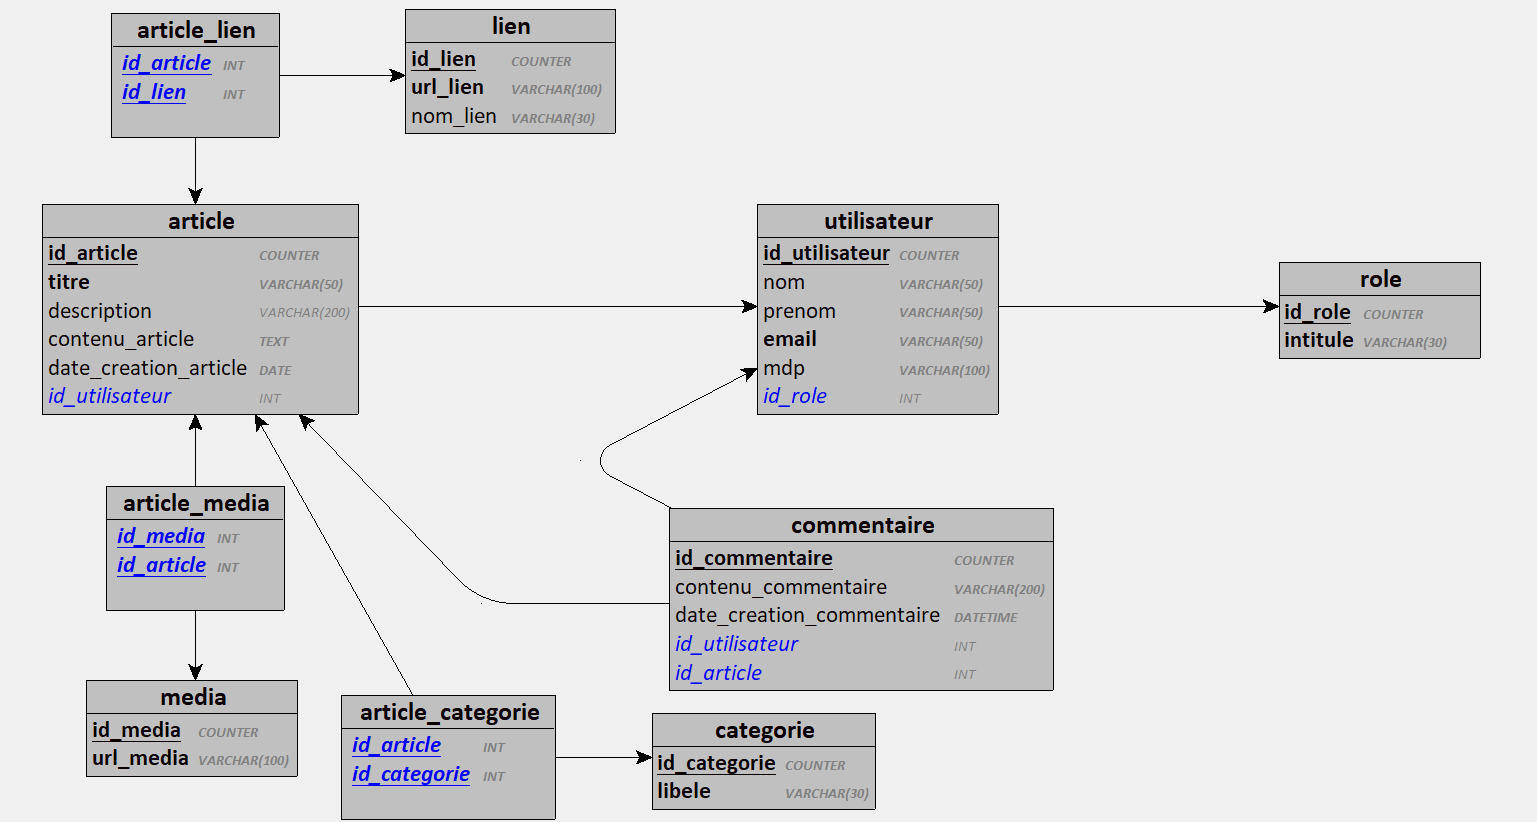 article_lien
id_article INT
id_lien INT
lien
id_lien COUNTER
url_lien VARCHAR(100)
nom_lien VARCHAR(30)
article
id_article COUNTER
titre VARCHAR(50)
description VARCHAR(200)
contenu_article TEXT
date_creation_article DATE
id_utilisateur INT
utilisateur
id_utilisateur COUNTER
nom VARCHAR(50)
prenom VARCHAR(50)
email VARCHAR(50)
mdp VARCHAR(100)
id_role INT
role
id_role COUNTER
intitule VARCHAR(30)
article_media
id_media INT
id_article INT
commentaire
id_commentaire COUNTER
contenu_commentaire VARCHAR(200)
date_creation_commentaire DATETIME
id_utilisateur INT
id_article INT
media
id_media COUNTER
url_media VARCHAR(100)
article_categorie
id_article INT
id_categorie INT
categorie
id_categorie COUNTER
libele VARCHAR(30)